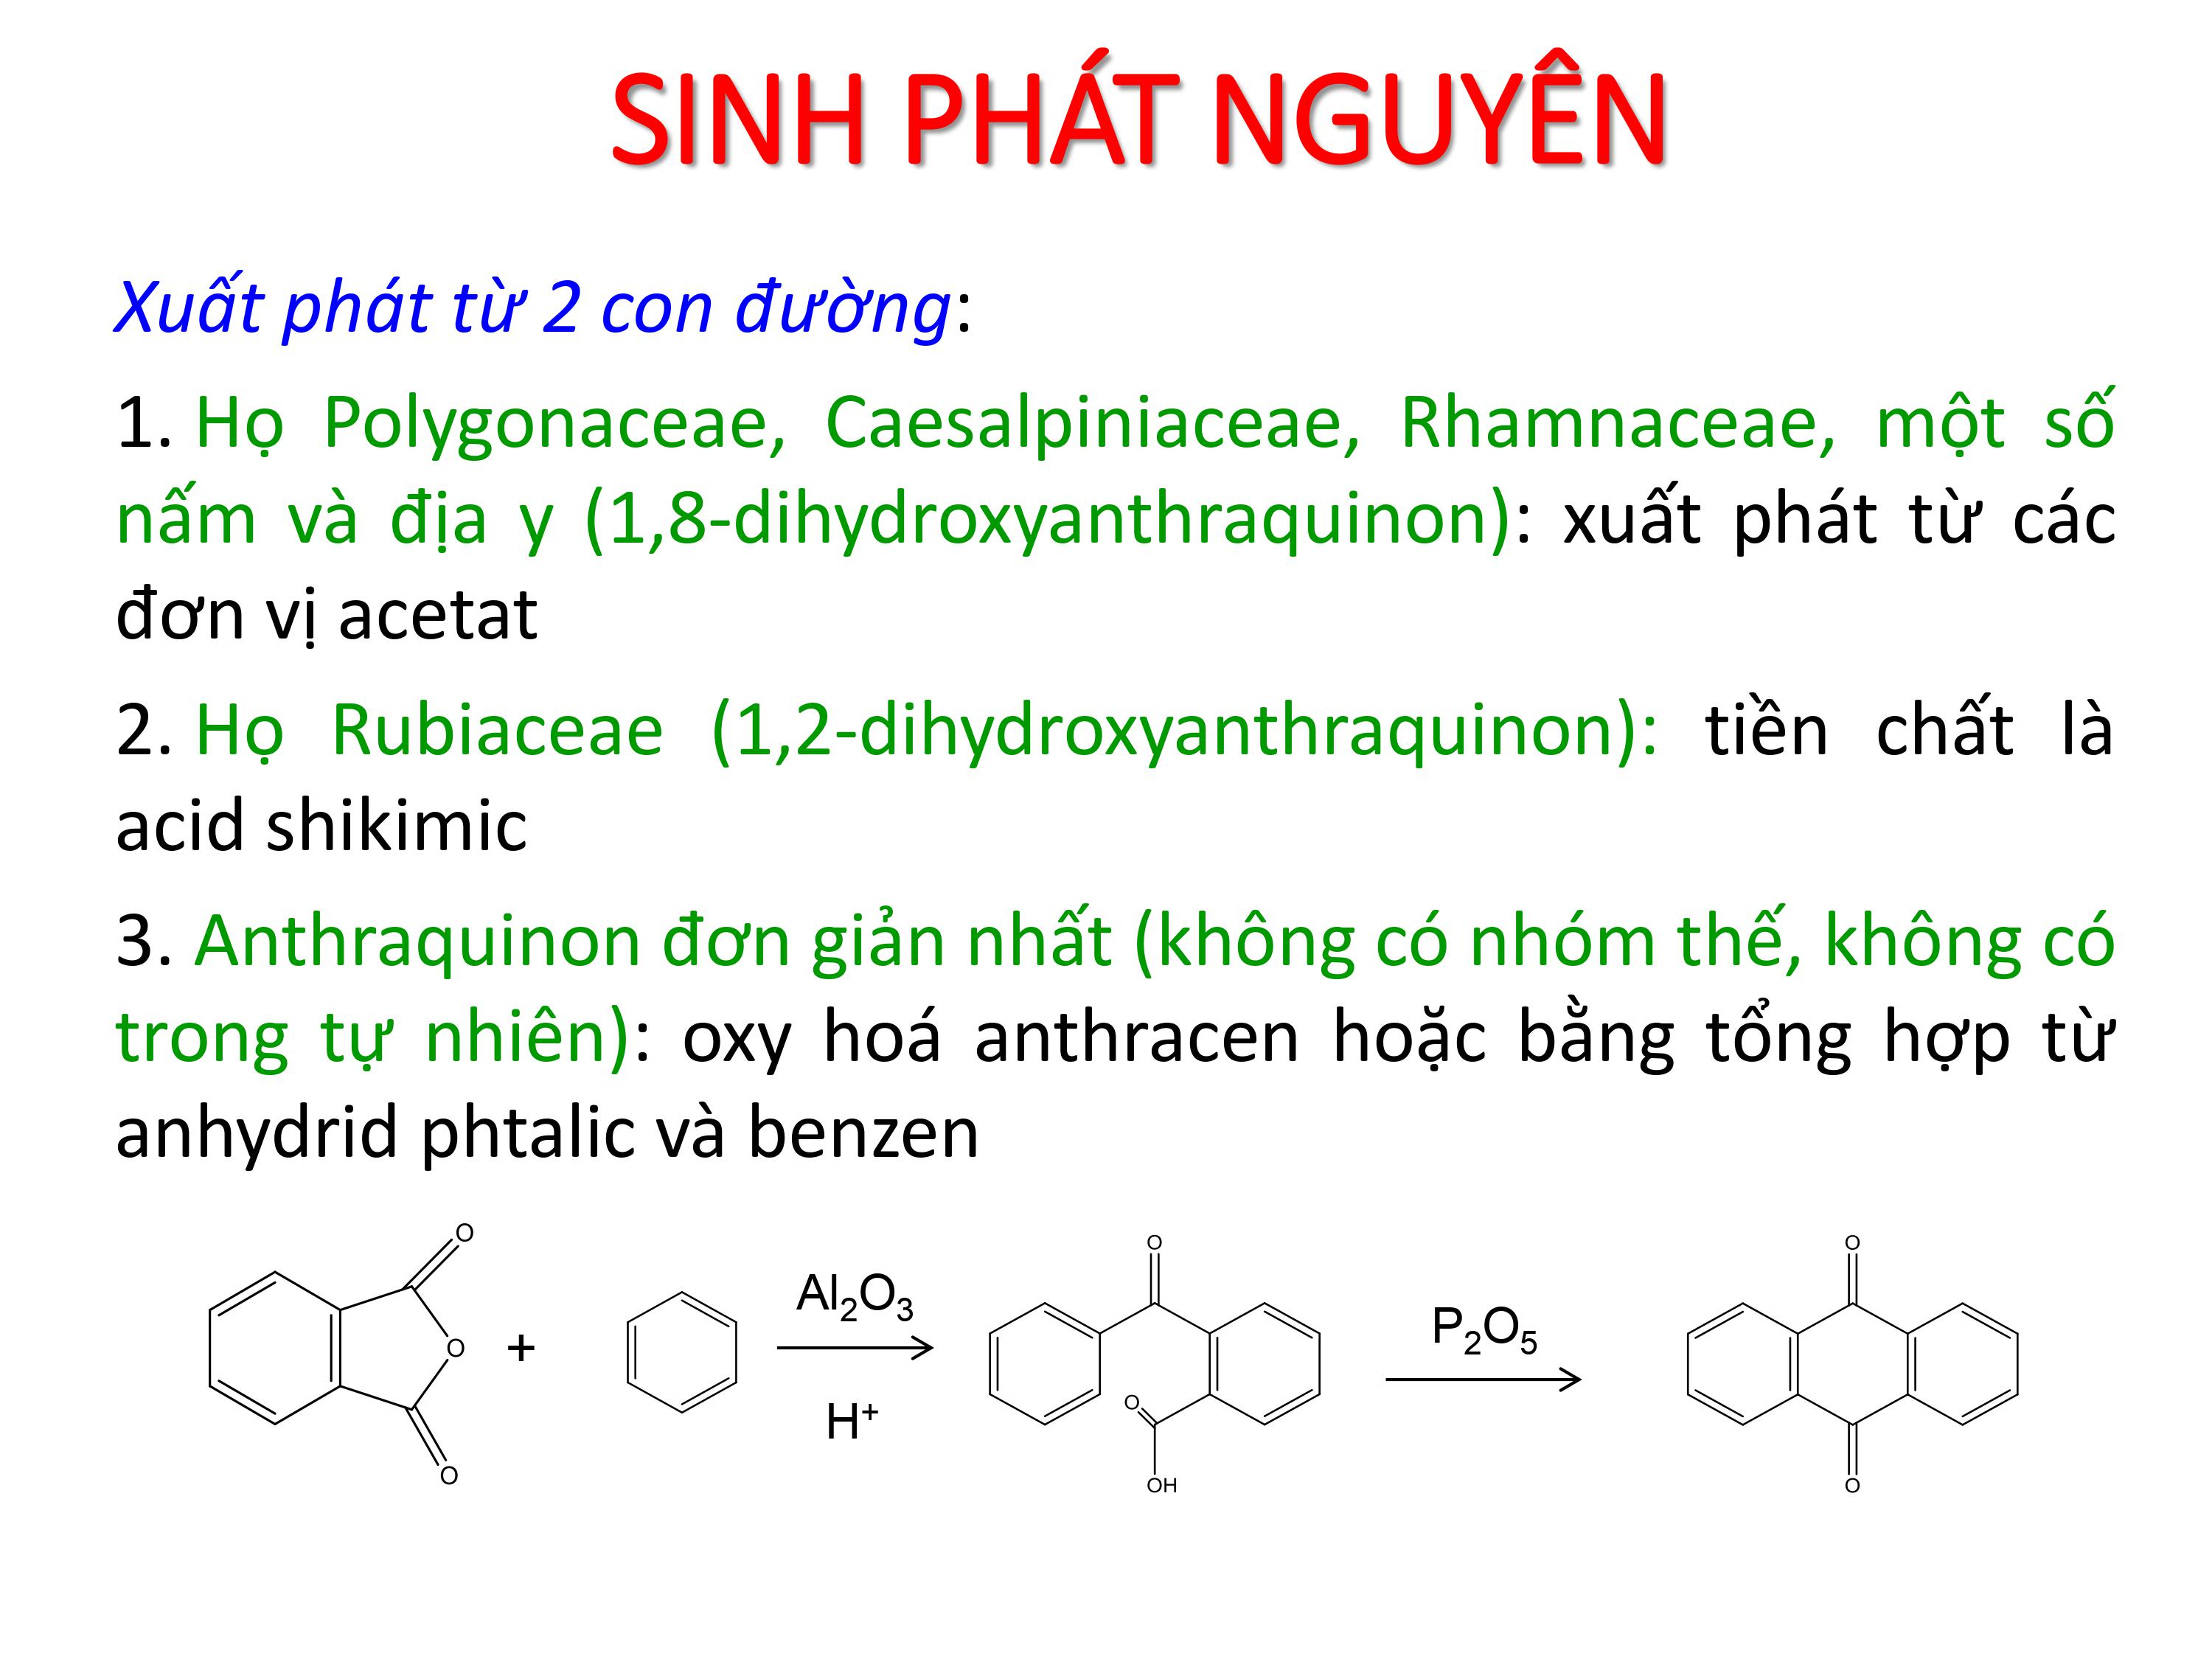 SINH PHÁT NGUYÊN
Xuất phát từ 2 con đường:
1. Họ Polygonaceae, Caesalpiniaceae, Rhamnaceae, một số
nấm và địa y (1,8-dihydroxyanthraquinon): xuất phát từ các
đơn vị acetat
2. Họ Rubiaceae (1,2-dihydroxyanthraquinon): tiền chất là
acid shikimic
3. Anthraquinon đơn giản nhất (không có nhóm thế, không có
trong tự nhiên): oxy hoá anthracen hoặc bằng tổng hợp từ
anhydrid phtalic và benzen
O
O
O
+
Al₂O₃
H⁺
O
O
OH
P₂O₅
O
O